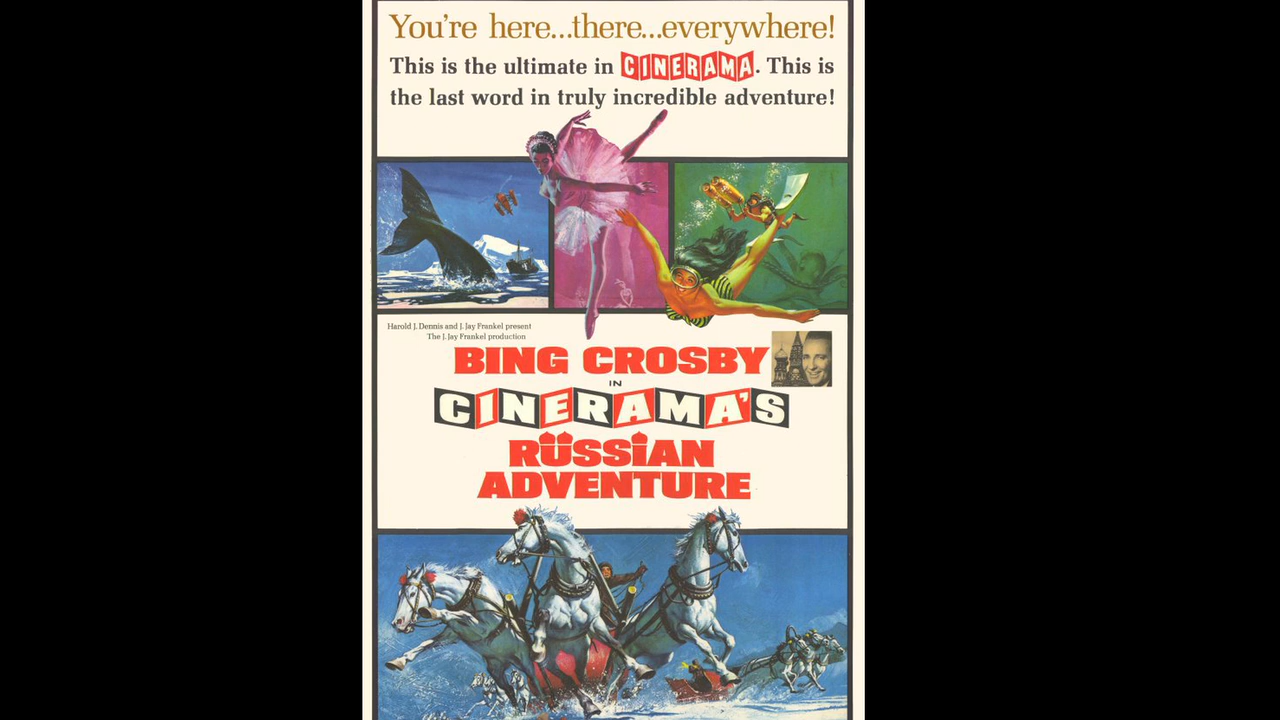 You're here...there...everywhere!
This is the ultimate in CINERAMA. This is
the last word in truly incredible adventure!
Harold J. Dennis and J. Jay Frankel present
The J. Jay Frankel production
BING CROSBY
IN
CINERAMA'S
RUSSIAN
ADVENTURE